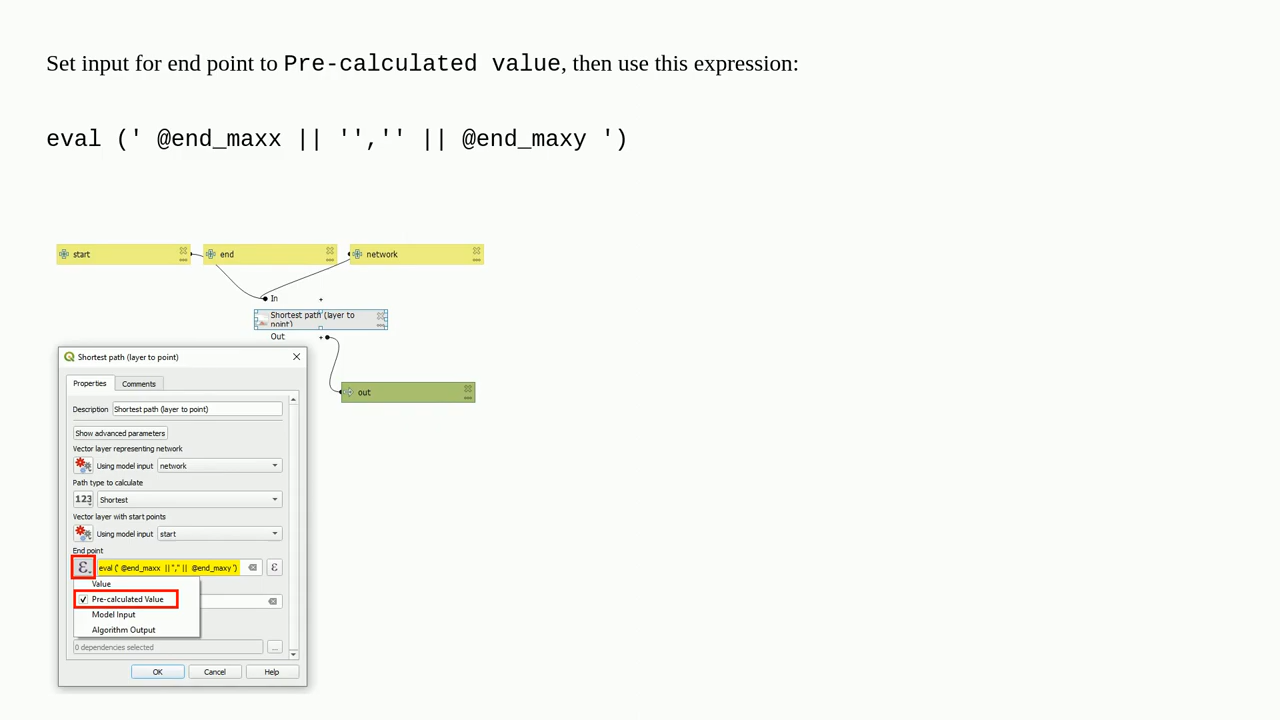 Set input for end point to Pre-calculated value, then use this expression:
eval (' @end_maxx || '','' || @end_maxy ')
start
end
network
In
+
Shortest path (layer to
point)
Out
+
out
Shortest path (layer to point)
Properties
Comments
Description
Shortest path (layer to point)
Show advanced parameters
Vector layer representing network
Using model input
network
Path type to calculate
123
Shortest
Vector layer with start points
Using model input
start
End point
ε
eval (' @end_maxx || '','' || @end_maxy ')
ε
Value
Pre-calculated Value
Model Input
Algorithm Output
0 dependencies selected
...
OK
Cancel
Help